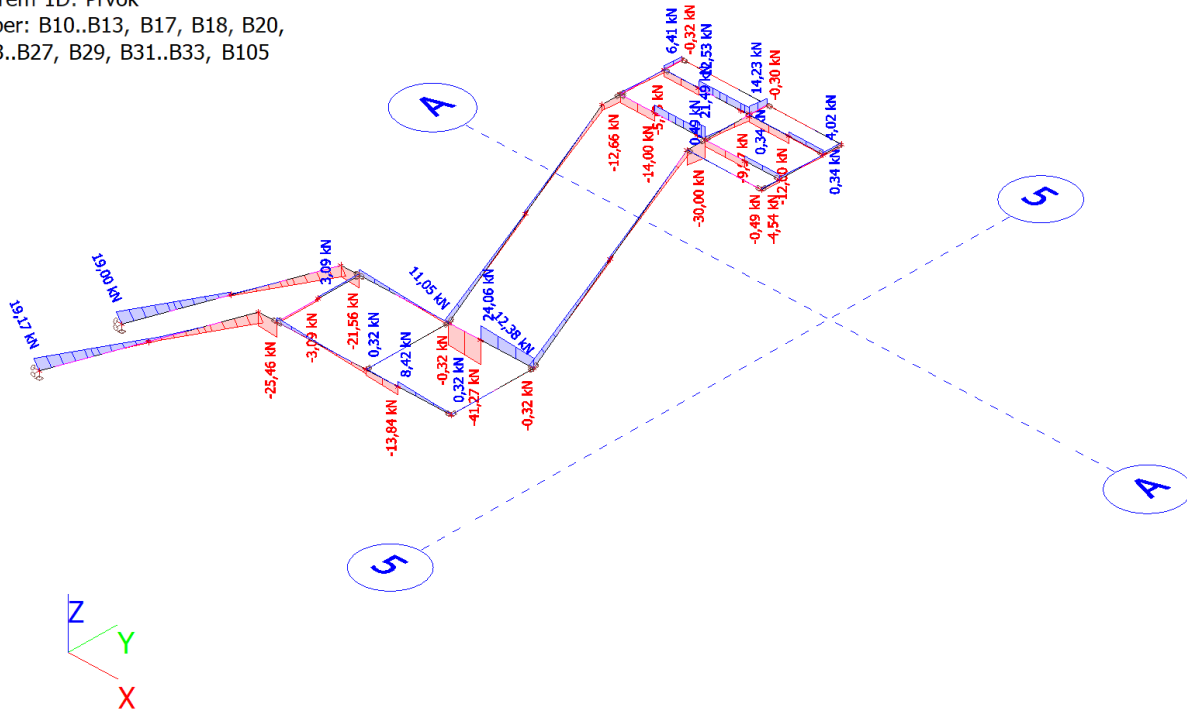 rem 1D: Prvok
er: B10..B13, B17, B18, B20,
..B27, B29, B31..B33, B105
6,41 kN
-0,32 kN
14,23 kN
-0,30 kN
21,49 kN
0,49 kN
4,02 kN
0,34 kN
A
-12,66 kN
-14,00 kN
-30,00 kN
0,34 kN
-12,00 kN
-0,49 kN
-4,54 kN
5
19,00 kN
19,17 kN
3,09 kN
11,05 kN
24,06 kN
12,38 kN
-21,56 kN
-3,09 kN
0,32 kN
8,42 kN
-25,46 kN
-0,32 kN
0,32 kN
-41,27 kN
-0,32 kN
-13,84 kN
A
5
Z
Y
X